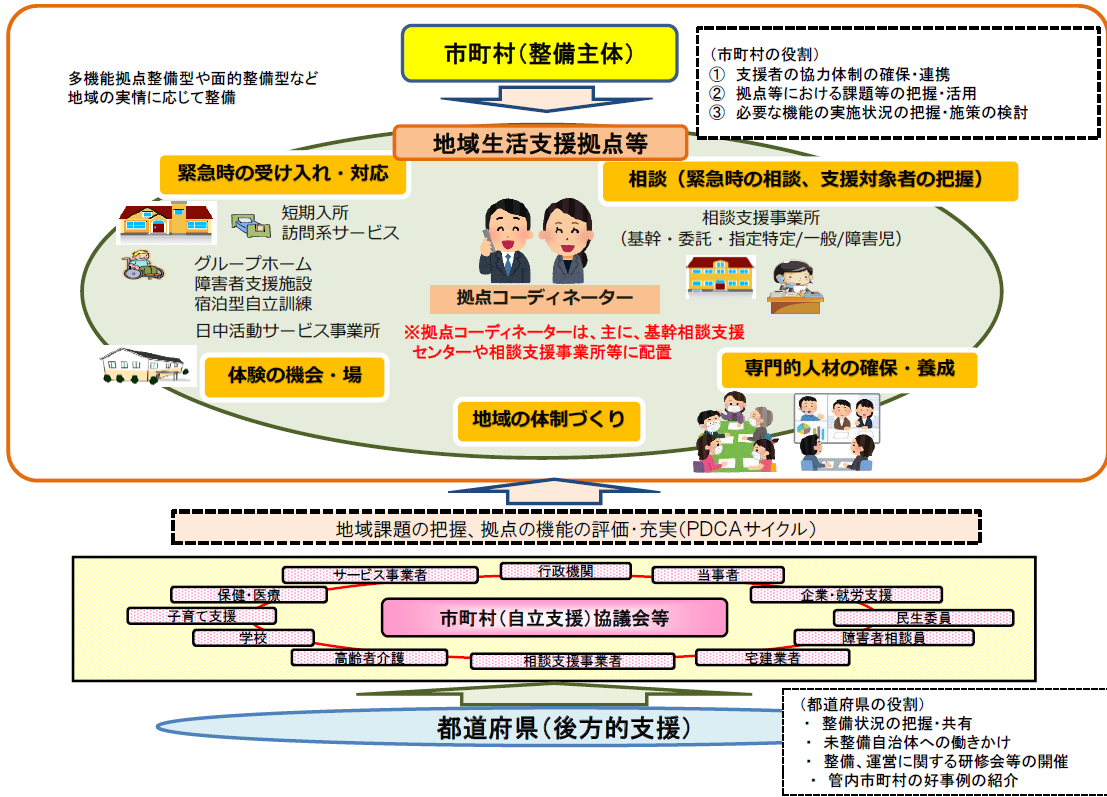 市町村(整備主体)
多機能拠点整備型や面的整備型など
地域の実情に応じて整備
(市町村の役割)
① 支援者の協力体制の確保・連携
② 拠点等における課題等の把握・活用
③ 必要な機能の実施状況の把握・施策の検討
地域生活支援拠点等
緊急時の受け入れ・対応
短期入所
訪問系サービス
グループホーム
障害者支援施設
宿泊型自立訓練
日中活動サービス事業所
体験の機会・場
拠点コーディネーター
※拠点コーディネーターは、主に、基幹相談支援
センターや相談支援事業所等に配置
相談(緊急時の相談、支援対象者の把握)
相談支援事業所
(基幹・委託・指定特定/一般/障害児)
専門的人材の確保・養成
地域の体制づくり
地域課題の把握、拠点の機能の評価・充実(PDCAサイクル)
サービス事業者
行政機関
当事者
保健・医療
企業・就労支援
子育て支援
市町村(自立支援)協議会等
民生委員
学校
障害者相談員
高齢者介護
相談支援事業者
宅建業者
都道府県(後方的支援)
(都道府県の役割)
・ 整備状況の把握・共有
・ 未整備自治体への働きかけ
・ 整備、運営に関する研修会等の開催
・ 管内市町村の好事例の紹介